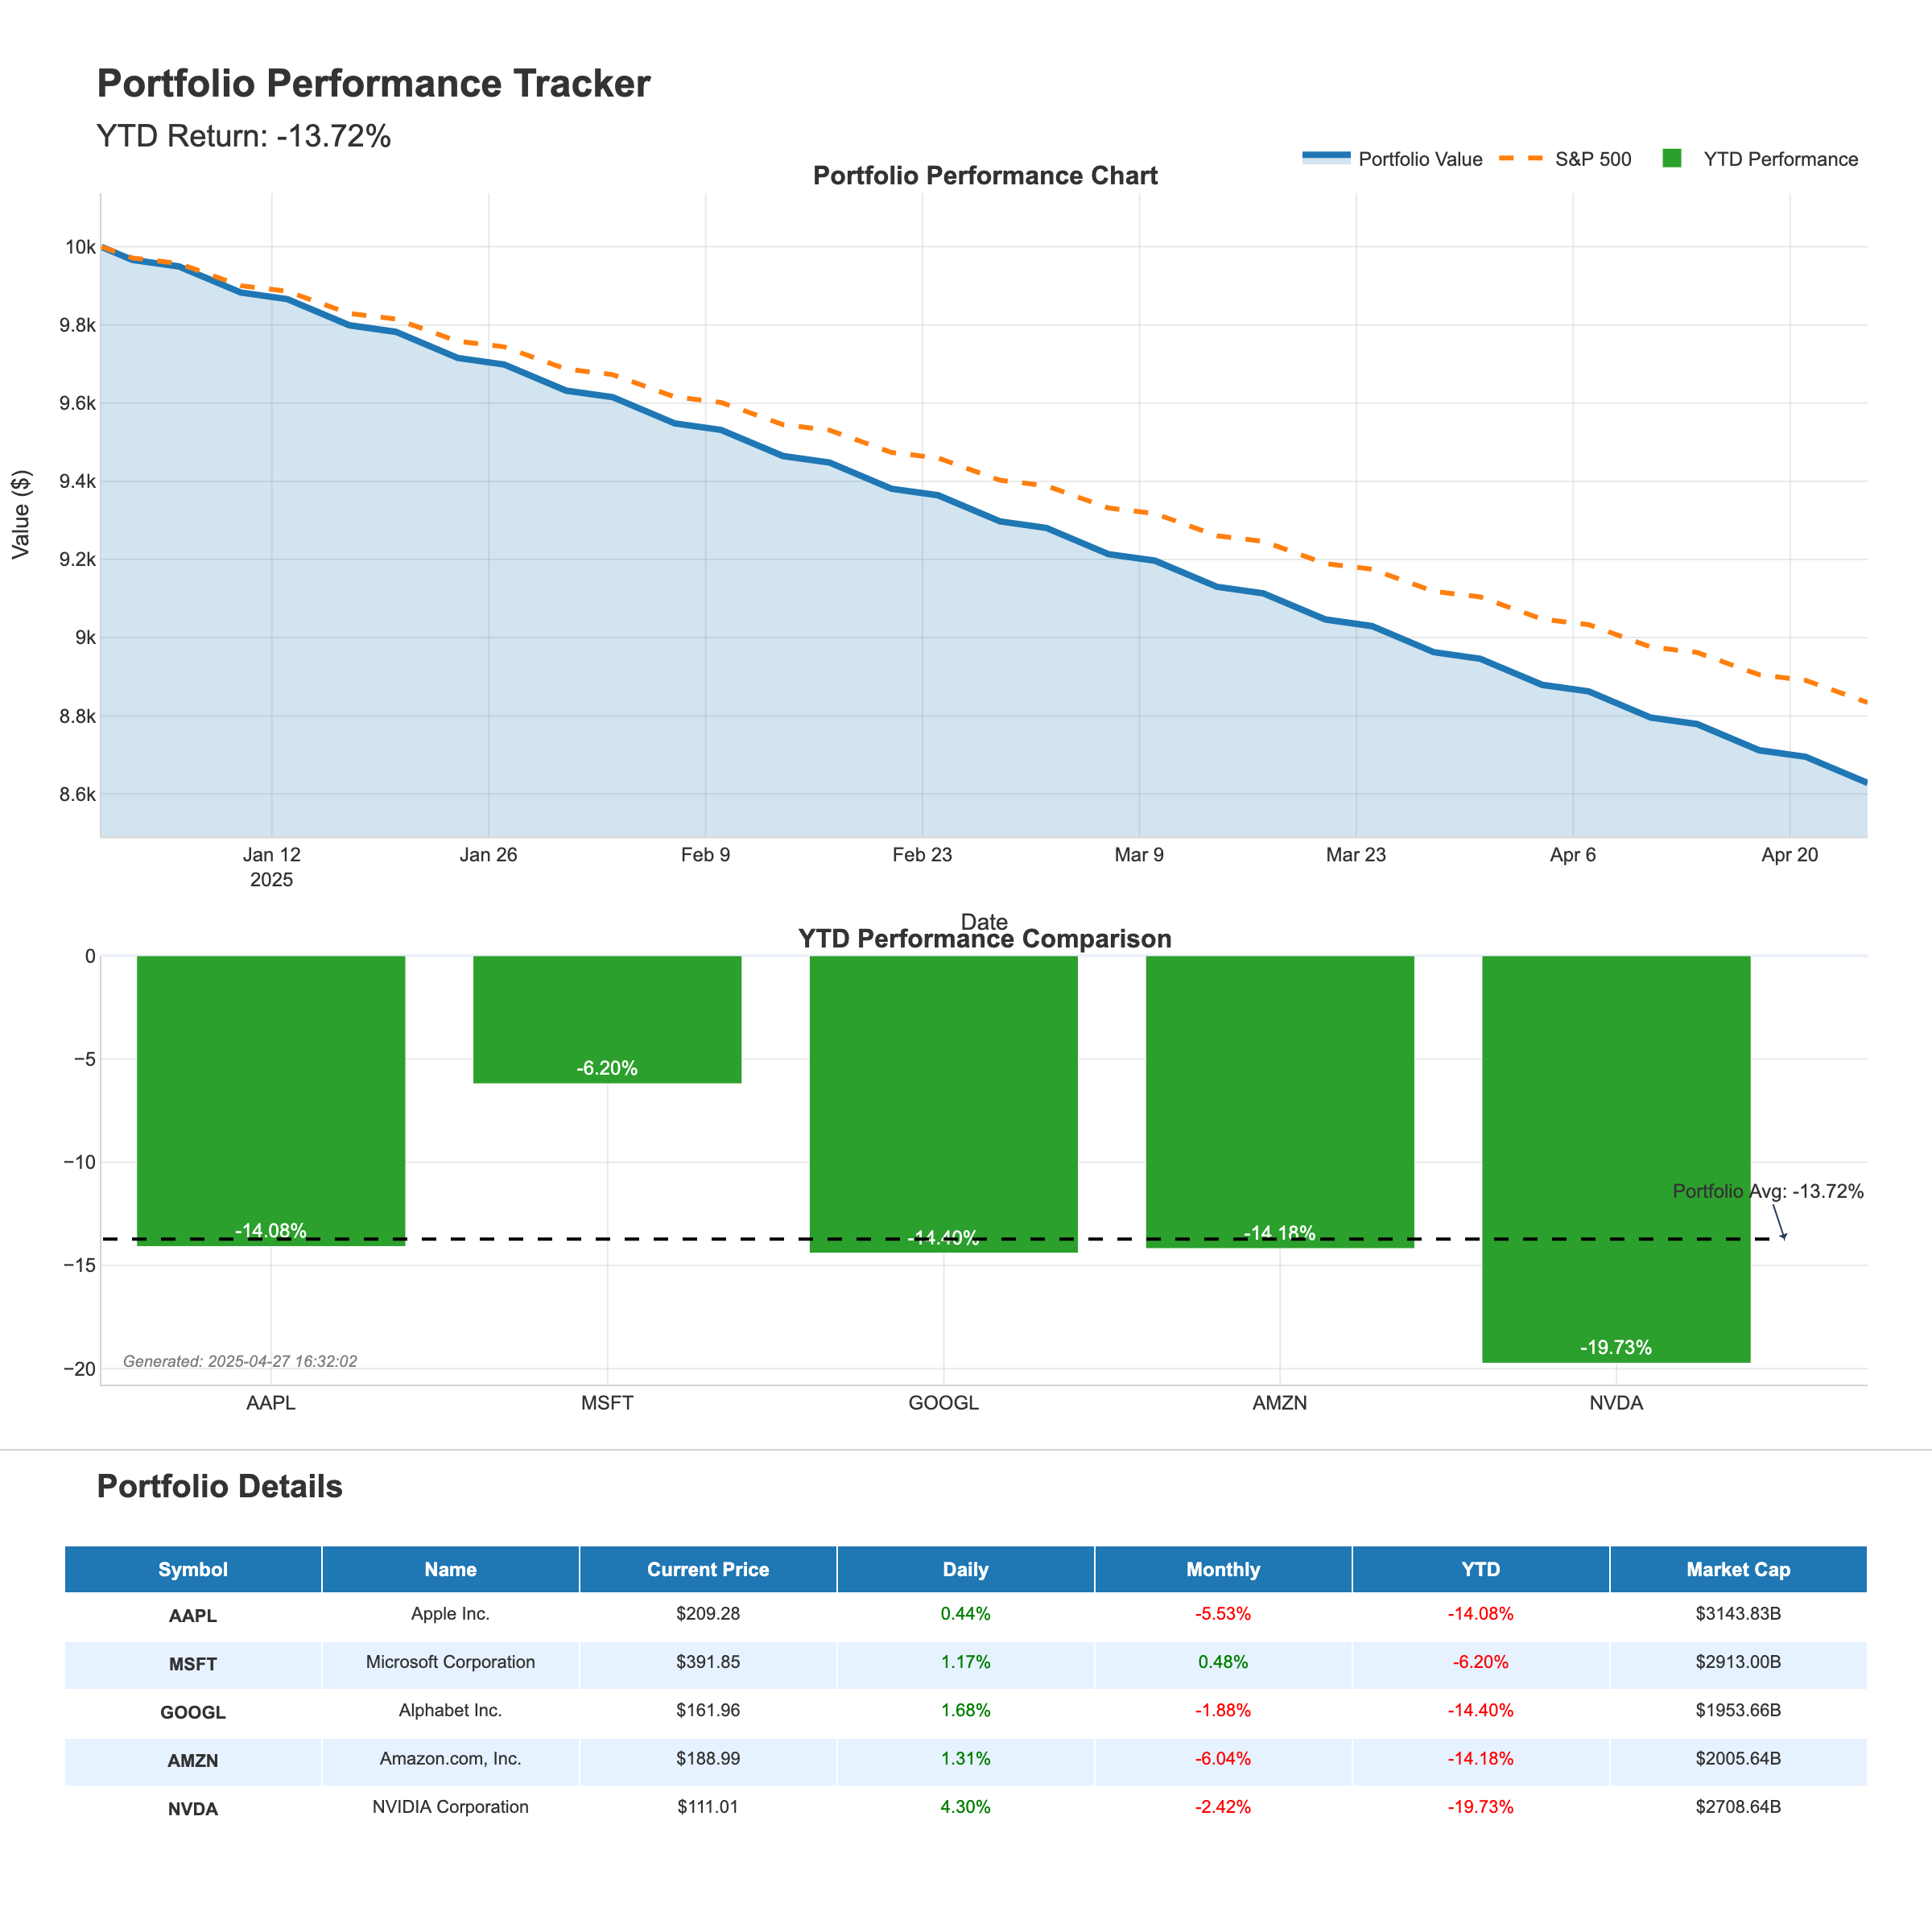 Portfolio Performance Tracker
YTD Return: -13.72%
Portfolio Value
S&P 500
YTD Performance
Portfolio Performance Chart
Value ($)
10k
9.8k
9.6k
9.4k
9.2k
9k
8.8k
8.6k
Jan 12
2025
Jan 26
Feb 9
Feb 23
Mar 9
Mar 23
Apr 6
Apr 20
Date
YTD Performance Comparison
0
−5
−10
−15
−20
-14.08%
-6.20%
-14.40%
-14.18%
-19.73%
Portfolio Avg: -13.72%
Generated: 2025-04-27 16:32:02
AAPL
MSFT
GOOGL
AMZN
NVDA
Portfolio Details
Symbol Name Current Price Daily Monthly YTD Market Cap
AAPL Apple Inc. $209.28 0.44% -5.53% -14.08% $3143.83B
MSFT Microsoft Corporation $391.85 1.17% 0.48% -6.20% $2913.00B
GOOGL Alphabet Inc. $161.96 1.68% -1.88% -14.40% $1953.66B
AMZN Amazon.com, Inc. $188.99 1.31% -6.04% -14.18% $2005.64B
NVDA NVIDIA Corporation $111.01 4.30% -2.42% -19.73% $2708.64B